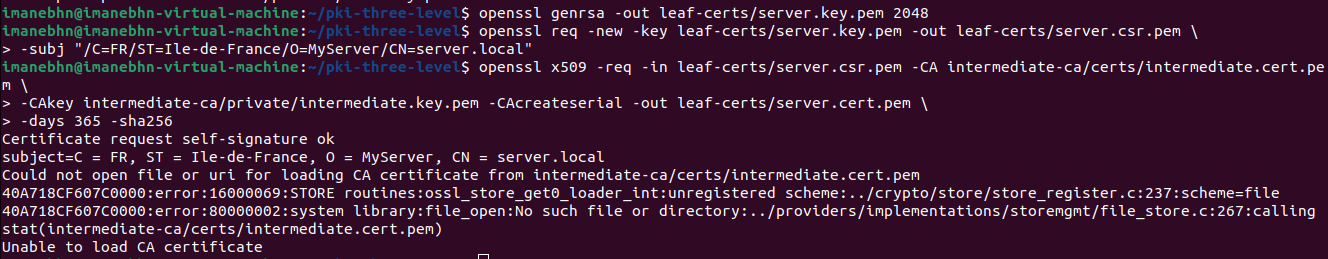 imanebhn@imanebhn-virtual-machine:~/pki-three-level$ openssl genrsa -out leaf-certs/server.key.pem 2048
imanebhn@imanebhn-virtual-machine:~/pki-three-level$ openssl req -new -key leaf-certs/server.key.pem -out leaf-certs/server.csr.pem \
> -subj "/C=FR/ST=Ile-de-France/O=MyServer/CN=server.local"
imanebhn@imanebhn-virtual-machine:~/pki-three-level$ openssl x509 -req -in leaf-certs/server.csr.pem -CA intermediate-ca/certs/intermediate.cert.pe
m \
> -CAkey intermediate-ca/private/intermediate.key.pem -CAcreateserial -out leaf-certs/server.cert.pem \
> -days 365 -sha256
Certificate request self-signature ok
subject=C = FR, ST = Ile-de-France, O = MyServer, CN = server.local
Could not open file or uri for loading CA certificate from intermediate-ca/certs/intermediate.cert.pem
40A718CF607C0000:error:16000069:STORE routines:ossl_store_get0_loader_int:unregistered scheme:../crypto/store/store_register.c:237:scheme=file
40A718CF607C0000:error:80000002:system library:file_open:No such file or directory:../providers/implementations/storemgmt/file_store.c:267:calling
stat(intermediate-ca/certs/intermediate.cert.pem)
Unable to load CA certificate